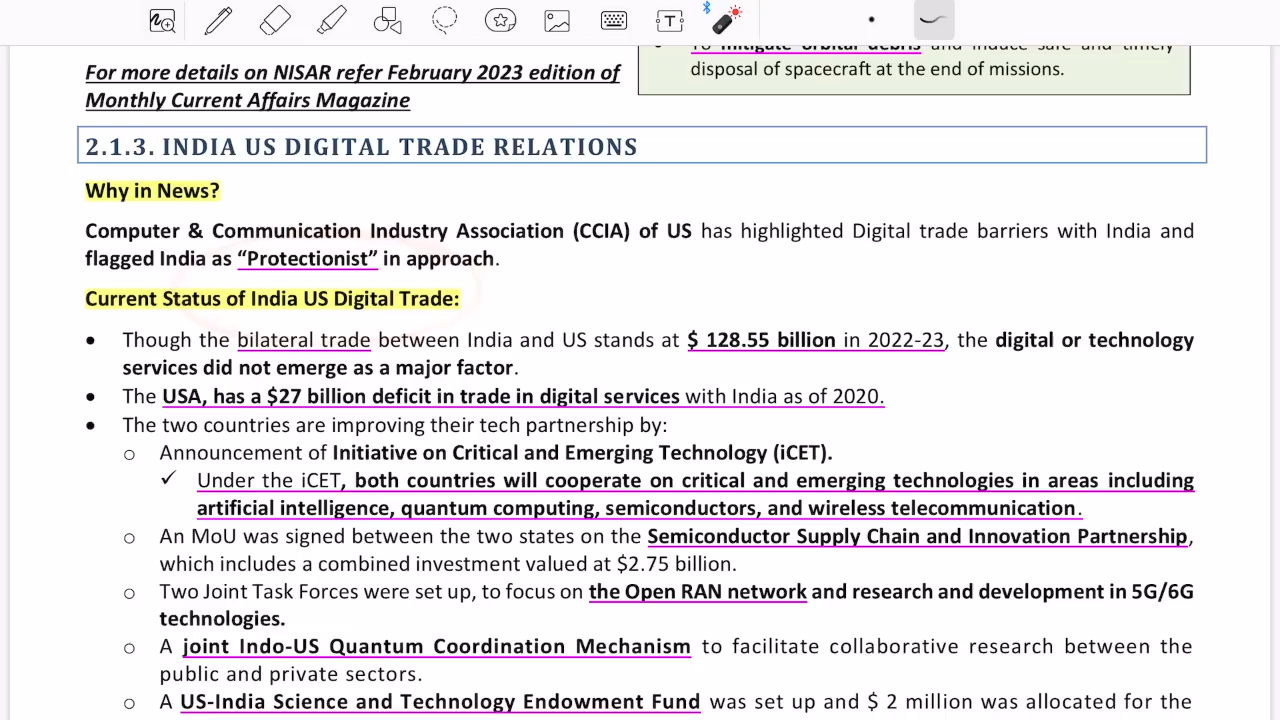 To mitigate orbital debris and induce safe and timely
disposal of spacecraft at the end of missions.
For more details on NISAR refer February 2023 edition of
Monthly Current Affairs Magazine
2.1.3. INDIA US DIGITAL TRADE RELATIONS
Why in News?
Computer & Communication Industry Association (CCIA) of US has highlighted Digital trade barriers with India and
flagged India as “Protectionist” in approach.
Current Status of India US Digital Trade:
• Though the bilateral trade between India and US stands at $ 128.55 billion in 2022-23, the digital or technology
services did not emerge as a major factor.
• The USA, has a $27 billion deficit in trade in digital services with India as of 2020.
• The two countries are improving their tech partnership by:
o Announcement of Initiative on Critical and Emerging Technology (iCET).
✓ Under the iCET, both countries will cooperate on critical and emerging technologies in areas including
artificial intelligence, quantum computing, semiconductors, and wireless telecommunication.
o An MoU was signed between the two states on the Semiconductor Supply Chain and Innovation Partnership,
which includes a combined investment valued at $2.75 billion.
o Two Joint Task Forces were set up, to focus on the Open RAN network and research and development in 5G/6G
technologies.
o A joint Indo-US Quantum Coordination Mechanism to facilitate collaborative research between the
public and private sectors.
o A US-India Science and Technology Endowment Fund was set up and $ 2 million was allocated for the